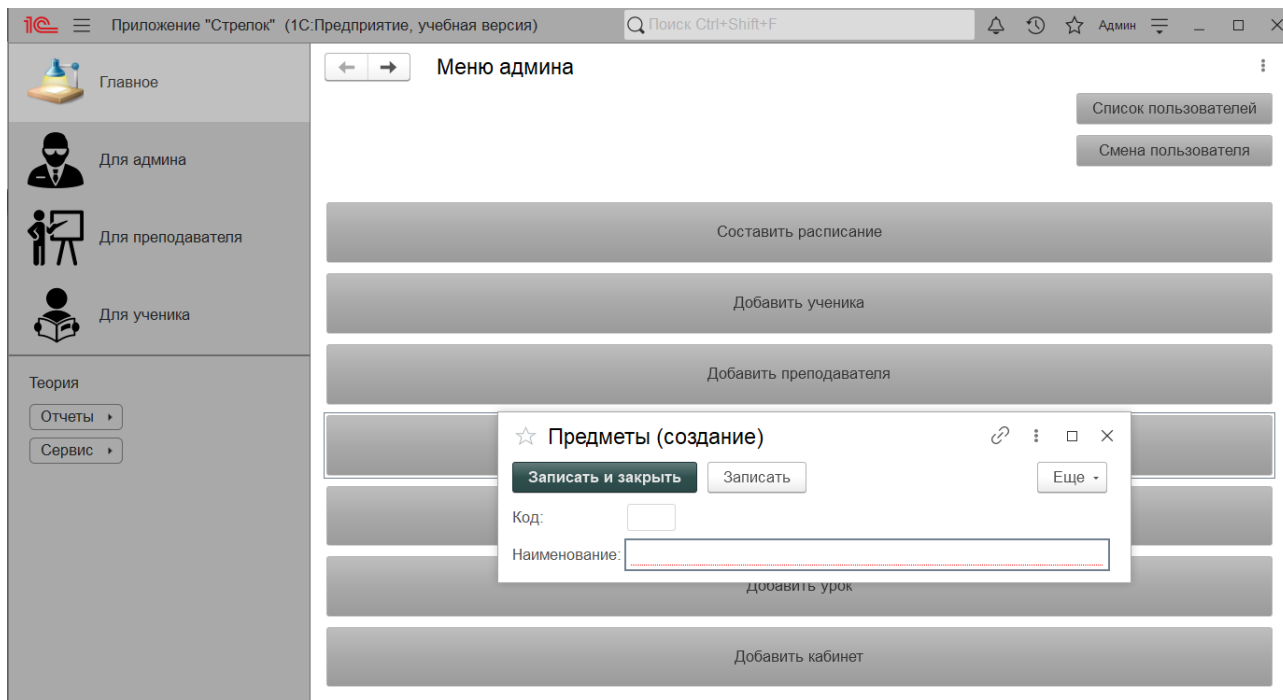 1С Приложение "Стрелок" (1С:Предприятие, учебная версия) Поиск Ctrl+Shift+F Админ
Главное
Для админа
Для преподавателя
Для ученика
Теория
Отчеты
Сервис
Меню админа
Список пользователей
Смена пользователя
Составить расписание
Добавить ученика
Добавить преподавателя
Предметы (создание)
Записать и закрыть Записать Еще
Код:
Наименование:
Добавить урок
Добавить кабинет